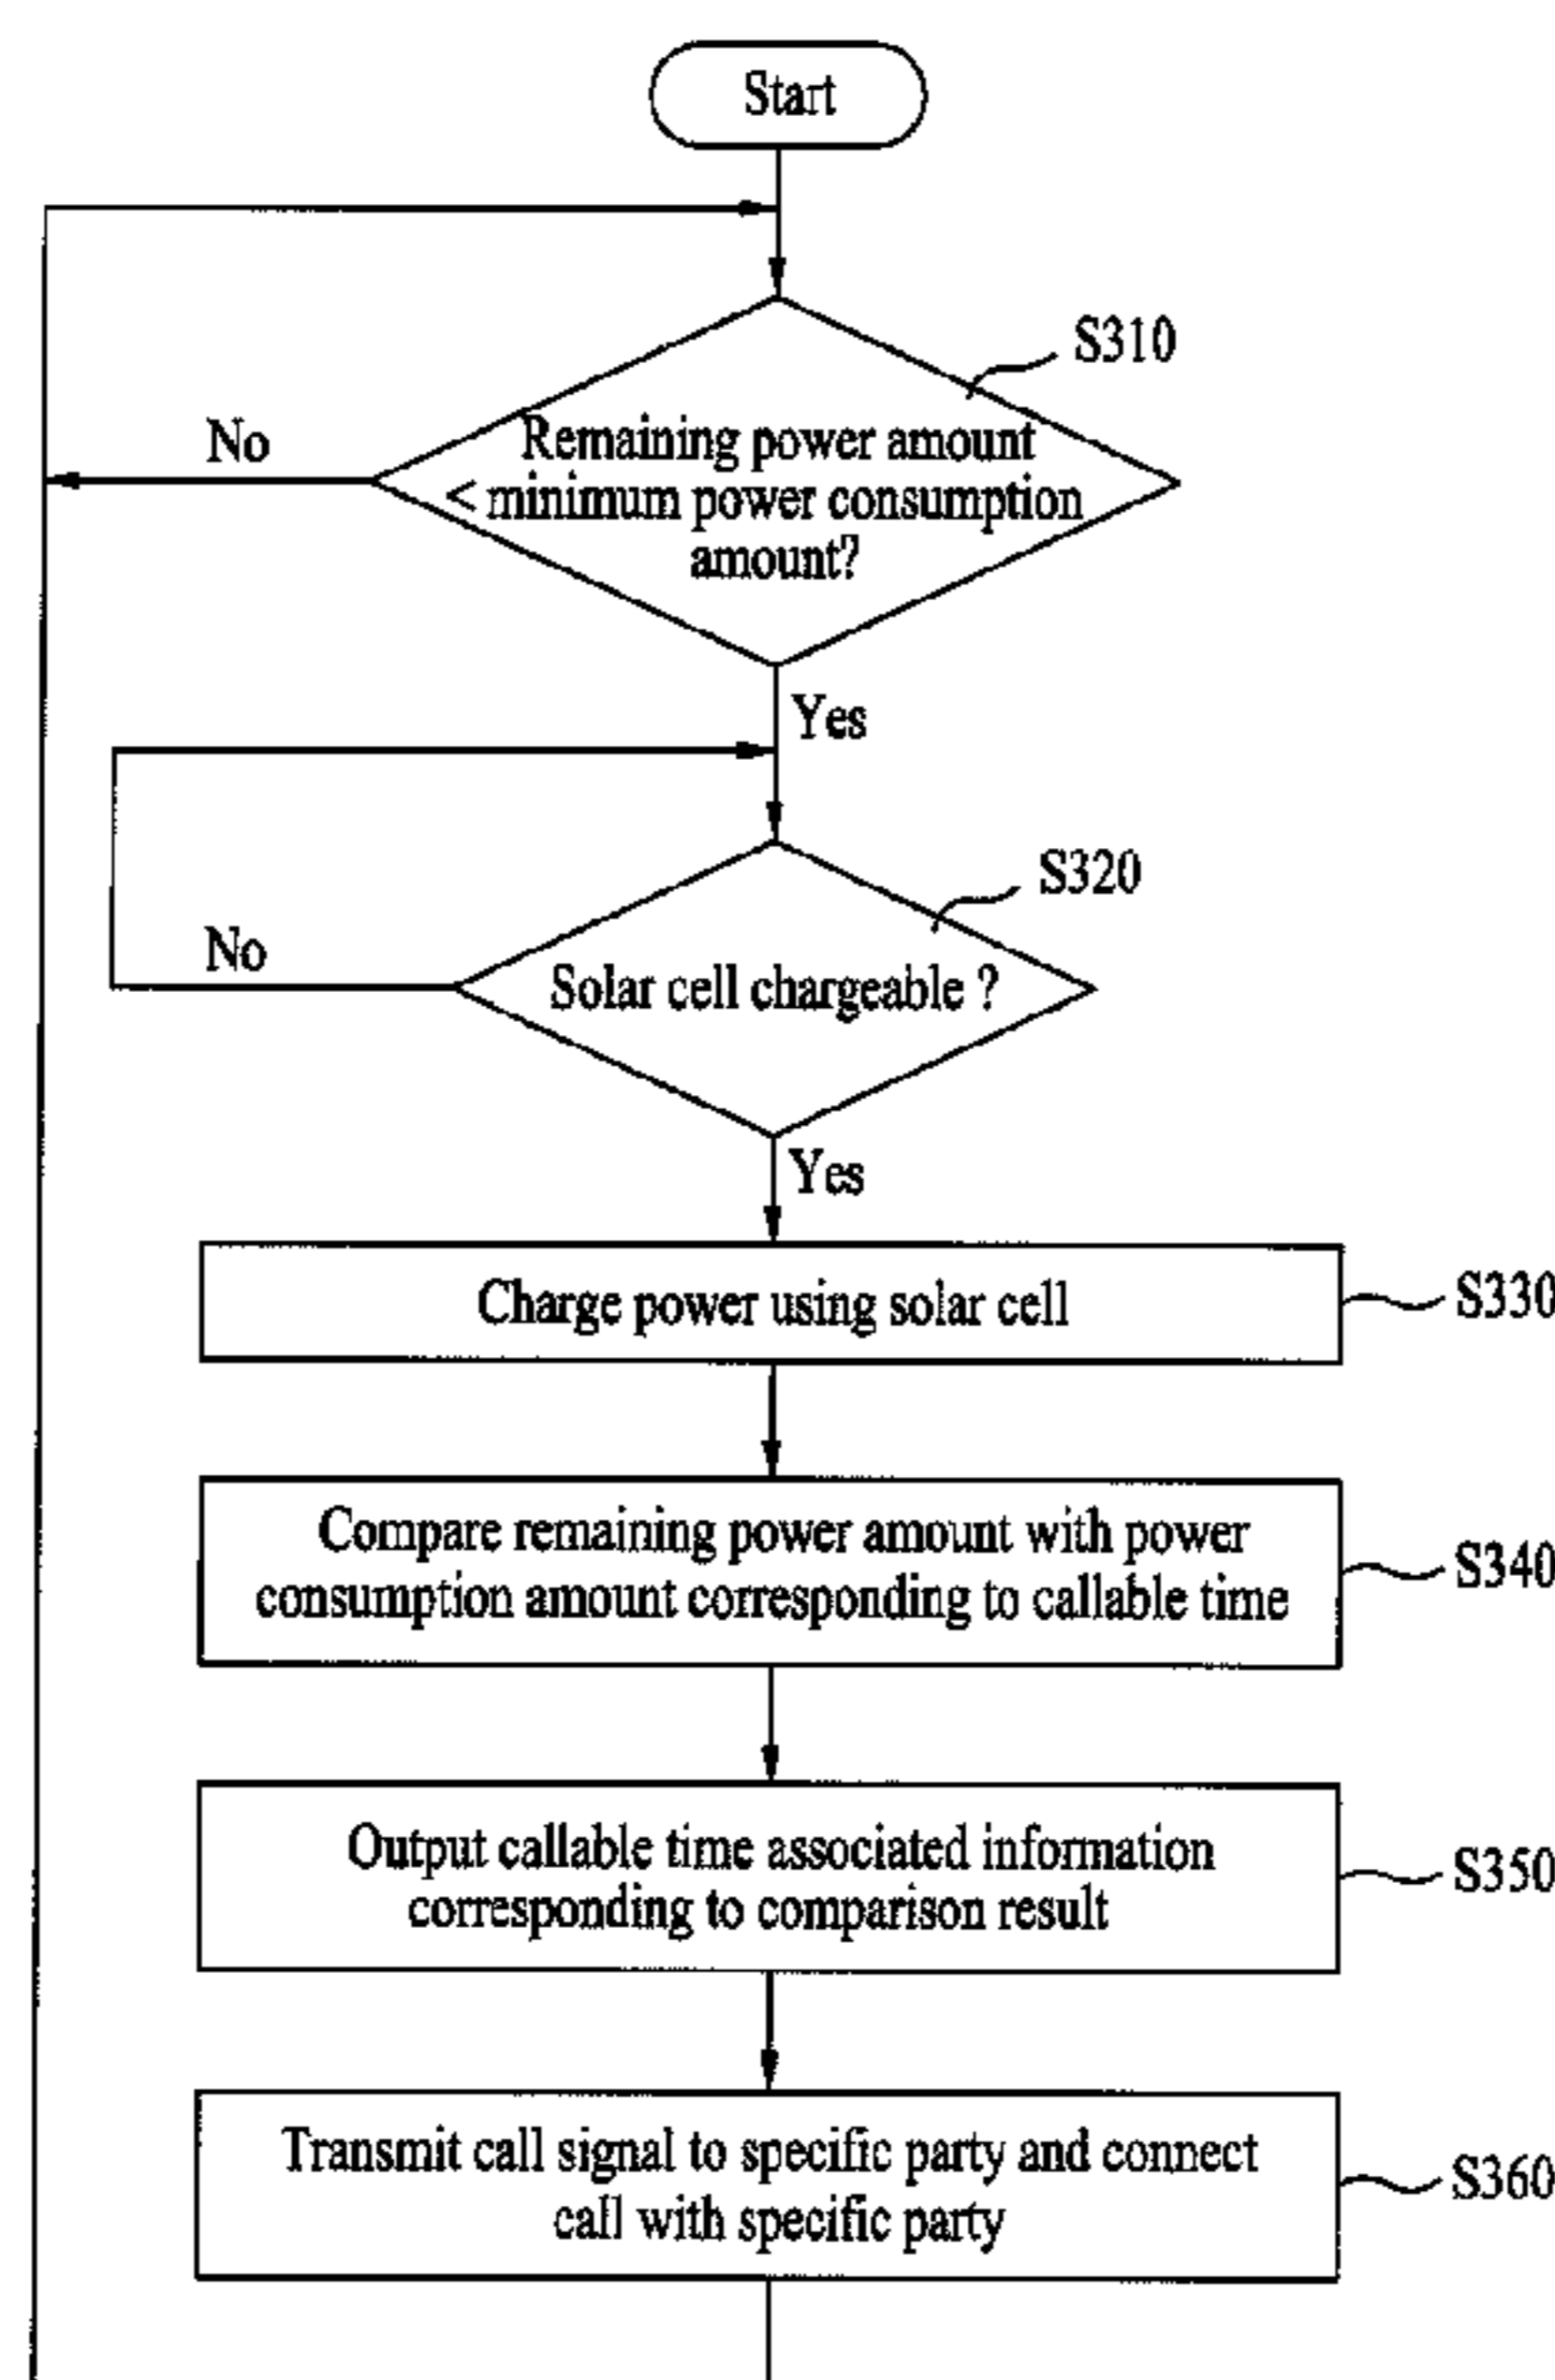 Start
S310
No
Remaining power amount
< minimum power consumption
amount?
Yes
S320
No
Solar cell chargeable ?
Yes
Charge power using solar cell
S330
Compare remaining power amount with power
consumption amount corresponding to callable time
S340
Output callable time associated information
corresponding to comparison result
S350
Transmit call signal to specific party and connect
call with specific party
S360